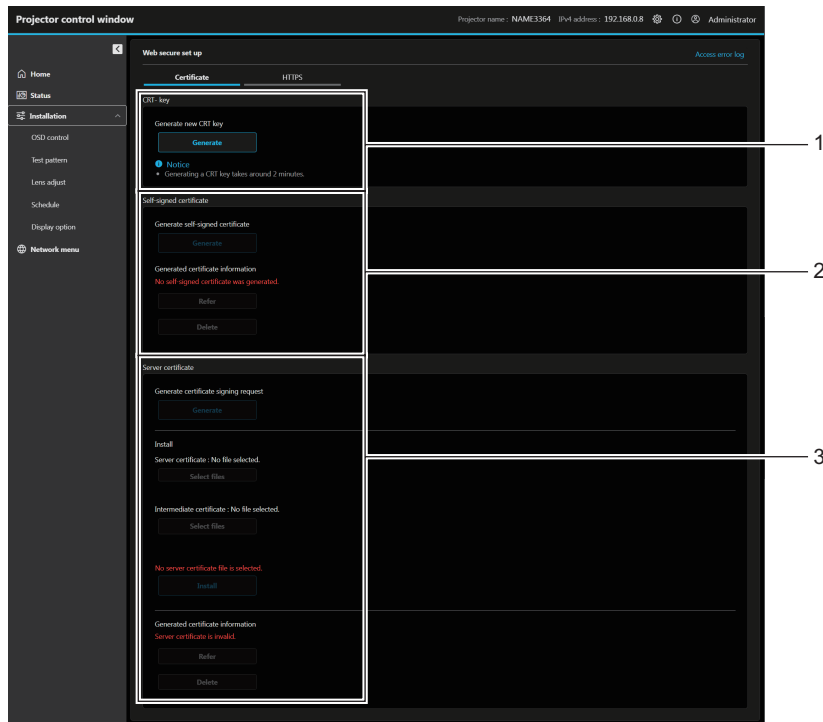 Projector control window
Projector name : NAME3364 IPv4 address : 192.168.0.8 Administrator
Web secure set up
Access error log
Home
Status
Installation
OSD control
Test pattern
Lens adjust
Schedule
Display option
Network menu
Certificate HTTPS
CRT- key
Generate new CRT key
Generate
Notice
• Generating a CRT key takes around 2 minutes.
1
Self-signed certificate
Generate self-signed certificate
Generate
Generated certificate information
No self-signed certificate was generated.
Refer
Delete
2
Server certificate
Generate certificate signing request
Generate
Install
Server certificate : No file selected.
Select files
Intermediate certificate : No file selected.
Select files
No server certificate file is selected.
Install
Generated certificate information
Server certificate is invalid.
Refer
Delete
3